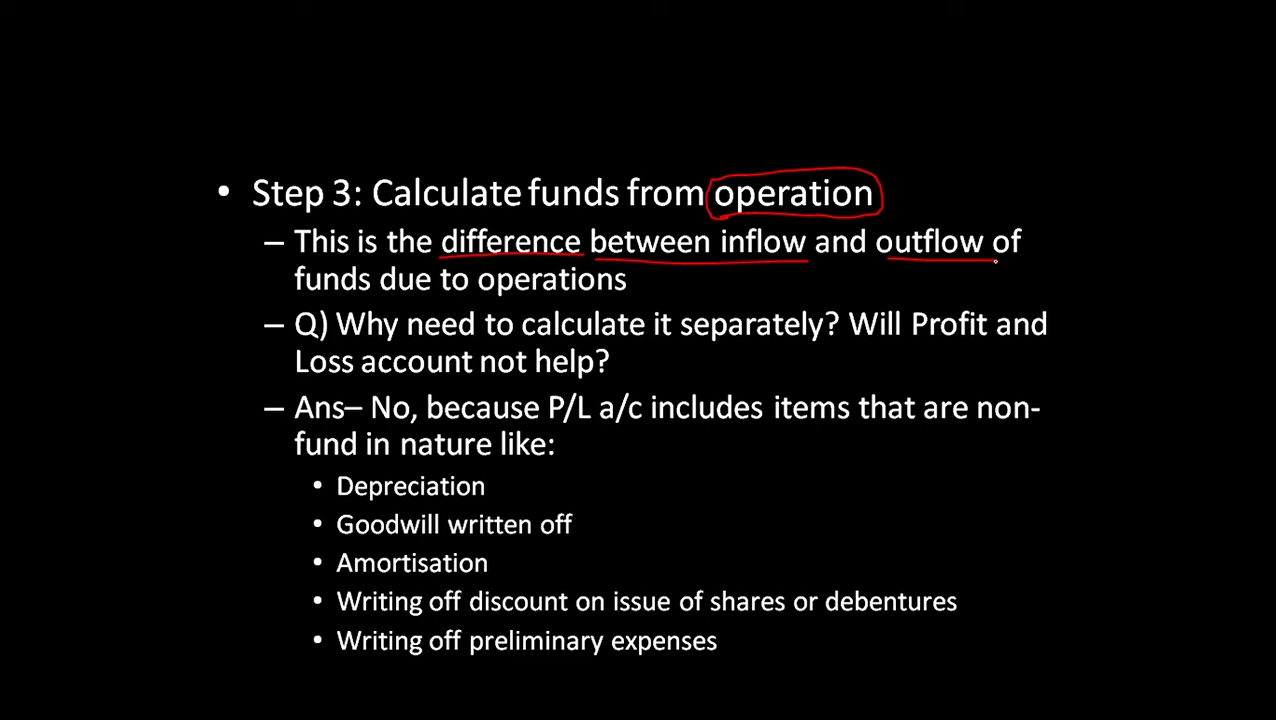 • Step 3: Calculate funds from operation
– This is the difference between inflow and outflow of
funds due to operations
– Q) Why need to calculate it separately? Will Profit and
Loss account not help?
– Ans– No, because P/L a/c includes items that are non-
fund in nature like:
• Depreciation
• Goodwill written off
• Amortisation
• Writing off discount on issue of shares or debentures
• Writing off preliminary expenses